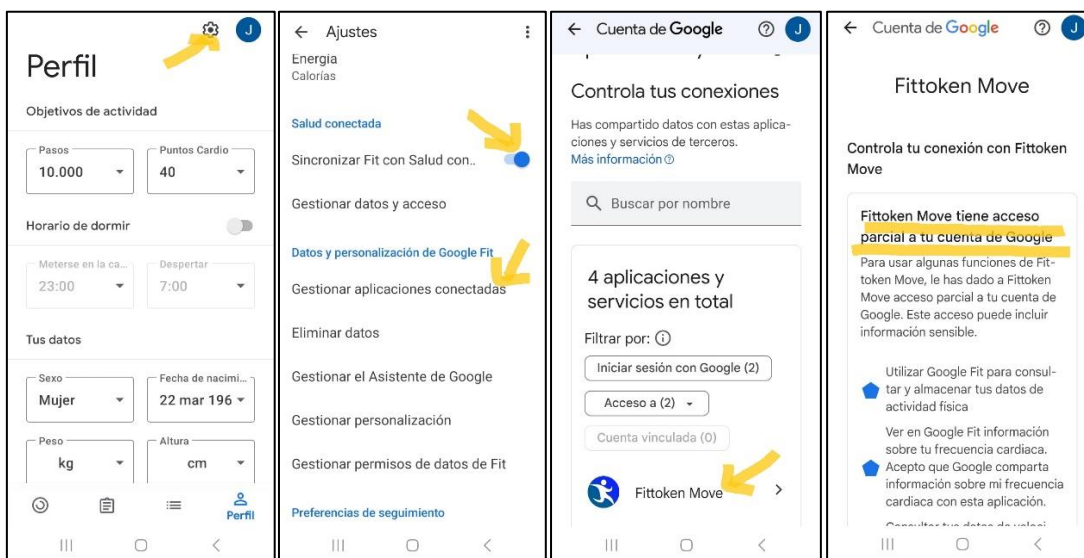 J
Perfil
Objetivos de actividad
Pasos
10.000
Puntos Cardio
40
Horario de dormir
Meterse en la ca...
23:00
Despertar
7:00
Tus datos
Sexo
Mujer
Fecha de nacimi...
22 mar 196
Peso
kg
Altura
cm
Perfil
Ajustes
Energía
Calorías
Salud conectada
Sincronizar Fit con Salud con..
Gestionar datos y acceso
Datos y personalización de Google Fit
Gestionar aplicaciones conectadas
Eliminar datos
Gestionar el Asistente de Google
Gestionar personalización
Gestionar permisos de datos de Fit
Preferencias de seguimiento
Cuenta de Google
J
Controla tus conexiones
Has compartido datos con estas aplica-
ciones y servicios de terceros.
Más información
Buscar por nombre
4 aplicaciones y
servicios en total
Filtrar por:
Iniciar sesión con Google (2)
Acceso a (2)
Cuenta vinculada (0)
Fittoken Move
Cuenta de Google
J
Fittoken Move
Controla tu conexión con Fittoken
Move
Fittoken Move tiene acceso
parcial a tu cuenta de Google
Para usar algunas funciones de Fit-
token Move, le has dado a Fittoken
Move acceso parcial a tu cuenta de
Google. Este acceso puede incluir
información sensible.
Utilizar Google Fit para consul-
tar y almacenar tus datos de
actividad física
Ver en Google Fit información
sobre tu frecuencia cardiaca.
Acepto que Google comparta
información sobre mi frecuencia
cardiaca con esta aplicación.
Consultar tus datos de veloci-